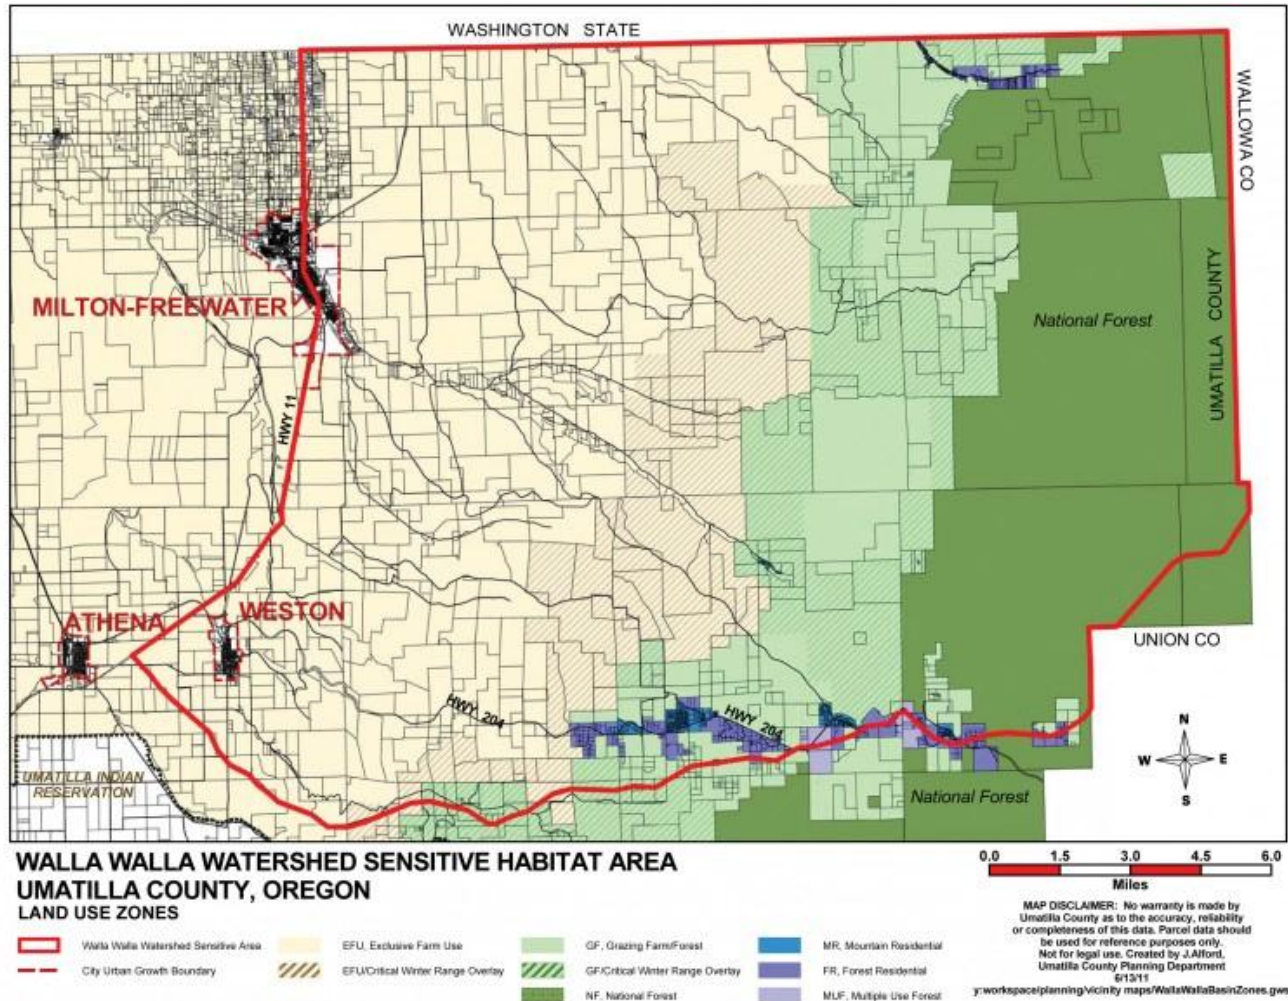 WASHINGTON STATE
WALLOWA CO
UMATILLA COUNTY
MILTON-FREEWATER
National Forest
HWY 11
ATHENA
WESTON
UNION CO
HWY 204
HWY 204
UMATILLA INDIAN
RESERVATION
National Forest
N
W E
S
WALLA WALLA WATERSHED SENSITIVE HABITAT AREA
UMATILLA COUNTY, OREGON
LAND USE ZONES
Walla Walla Watershed Sensitive Area
City Urban Growth Boundary
EFU, Exclusive Farm Use
EFU/Critical Winter Range Overlay
GF, Grazing Farm/Forest
GF/Critical Winter Range Overlay
NF, National Forest
MR, Mountain Residential
FR, Forest Residential
MUF, Multiple Use Forest
0.0 1.5 3.0 4.5 6.0
Miles
MAP DISCLAIMER: No warranty is made by
Umatilla County as to the accuracy, reliability
or completeness of this data. Parcel data should
be used for reference purposes only.
Not for legal use. Created by J.Alford,
Umatilla County Planning Department
6/13/11
y:workspace/planning/vicinity maps/WallaWallaBasinZones.gw